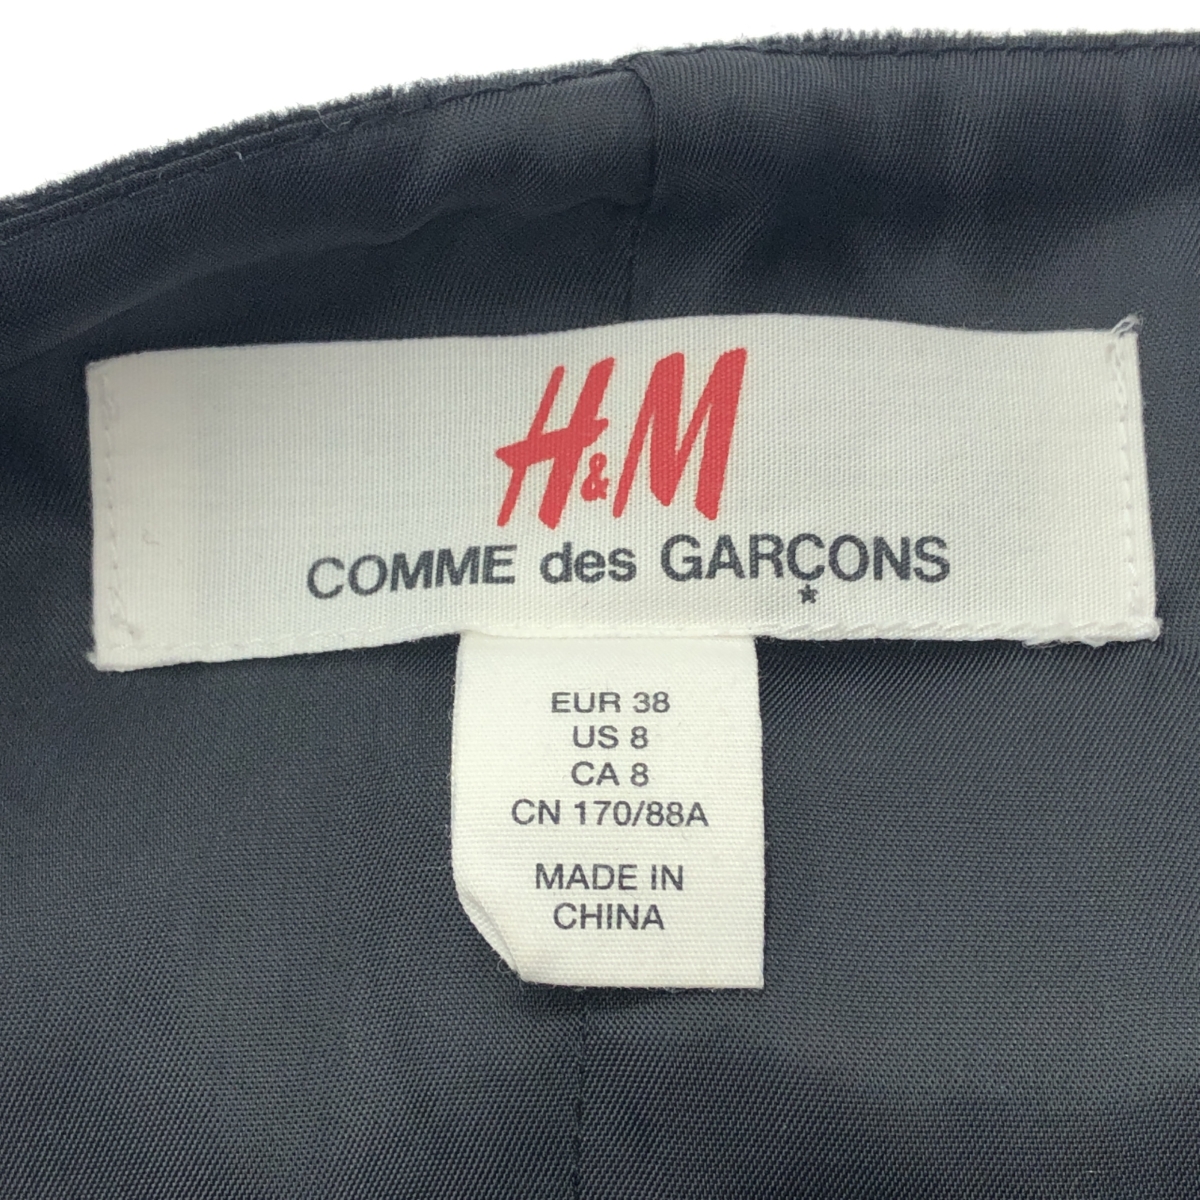 H&M
COMME des GARÇONS
EUR 38
US 8
CA 8
CN 170/88A
MADE IN
CHINA